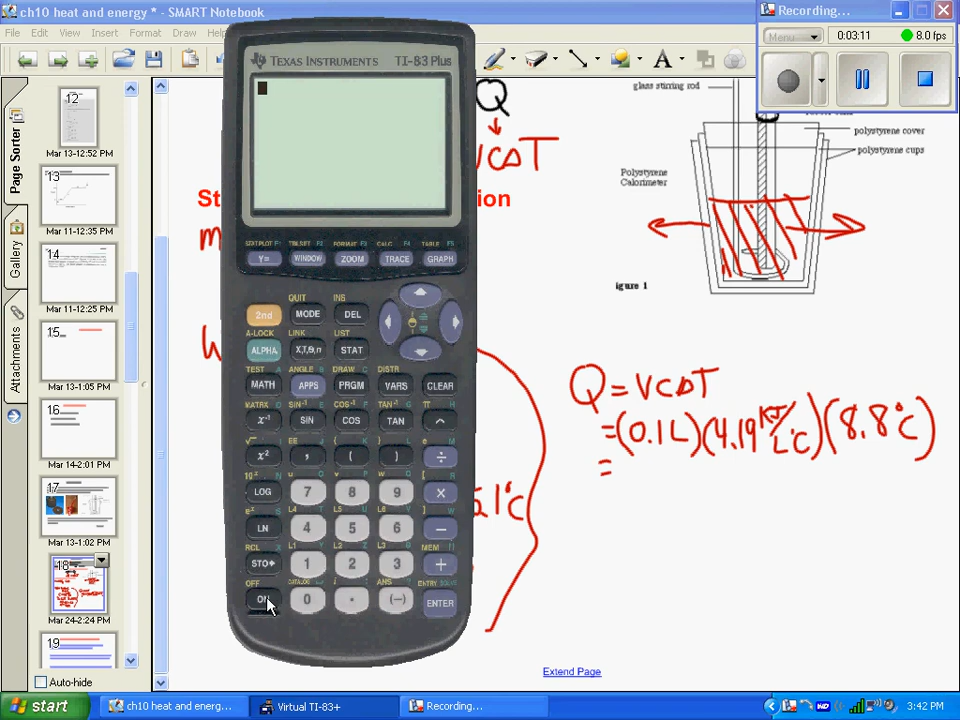 ch10 heat and energy * - SMART Notebook
File Edit View Insert Format Draw Help
Recording...
Menu
0:03:11
8.0 fps
TEXAS INSTRUMENTS TI-83 Plus
Page Sorter
Gallery
Attachments
12
Mar 13-12:52 PM
13
Mar 11-12:35 PM
14
Mar 11-12:25 PM
15
Mar 13-1:05 PM
16
Mar 14-2:01 PM
17
Mar 13-1:02 PM
18
Mar 24-2:24 PM
19
Auto-hide
Q
VCΔT
St
ion
m
glass stirring rod
polystyrene cover
polystyrene cups
Polystyrene
Calorimeter
igure 1
Q = VCΔT
= (0.1L)(4.19 KJ/L°C)(8.8°C)
=
.1°C
STAT PLOT F1 TBLSET F2 FORMAT F3 CALC F4 TABLE F5
Y= WINDOW ZOOM TRACE GRAPH
QUIT INS
2nd MODE DEL
A-LOCK LINK LIST
ALPHA X,T,Θ,n STAT
TEST A ANGLE B DRAW C DISTR
MATH APPS PRGM VARS CLEAR
MATRX D SIN⁻¹ E COS⁻¹ F TAN⁻¹ G π H
x⁻¹ SIN COS TAN ^
√ I EE J { K } L e M
x² , ( ) ÷
10ˣ N u O v P w Q [ R
LOG 7 8 9 ×
eˣ S L4 T L5 U L6 V ] W
LN 4 5 6 −
RCL X L1 Y L2 Z L3 Θ MEM "
STO 1 2 3 +
OFF CATALOG i : ANS ? ENTRY SOLVE
ON 0 . (−) ENTER
Extend Page
start
ch10 heat and energ...
Virtual TI-83+
Recording...
3:42 PM